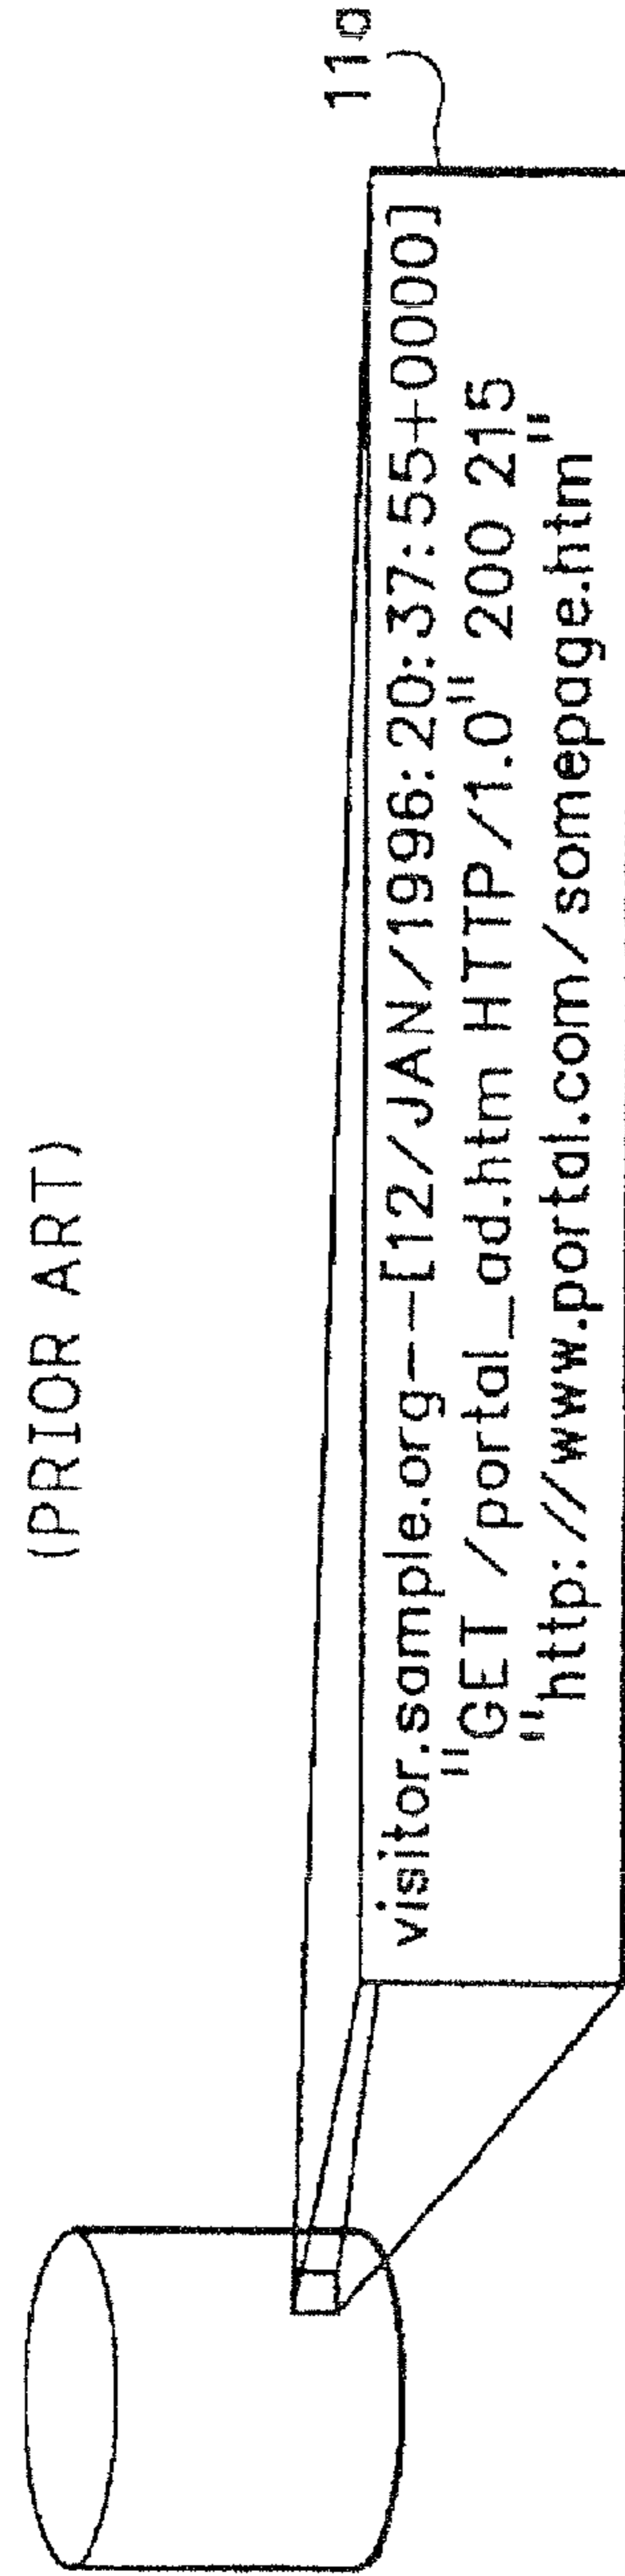 (PRIOR ART)
11a
visitor.sample.org--[12/JAN/1996:20:37:55+0000]
"GET /portal_ad.htm HTTP/1.0" 200 215
"http://www.portal.com/somepage.htm"